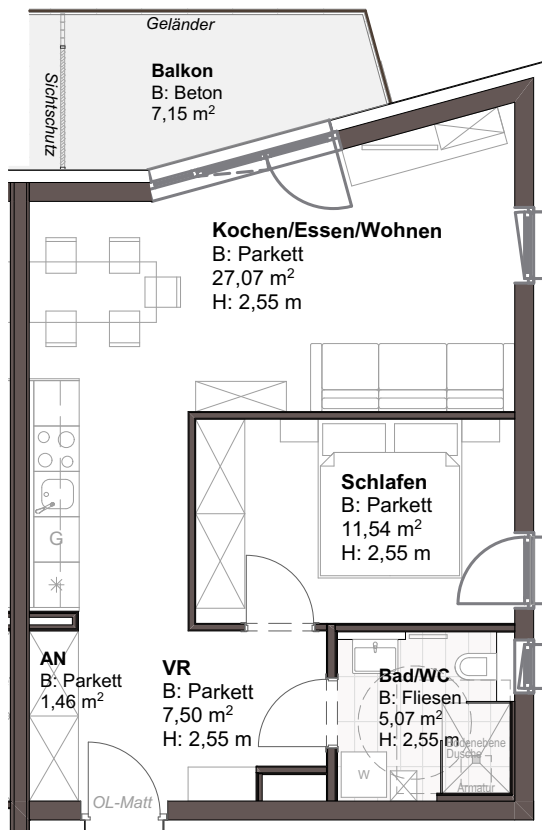 Geländer
Sichtschutz
Balkon
B: Beton
7,15 m²
Kochen/Essen/Wohnen
B: Parkett
27,07 m²
H: 2,55 m
Schlafen
B: Parkett
11,54 m²
H: 2,55 m
G
AN
B: Parkett
1,46 m²
VR
B: Parkett
7,50 m²
H: 2,55 m
Bad/WC
B: Fliesen
5,07 m²
H: 2,55 m
Bodenebene
Dusche
W
Armatur
OL-Matt